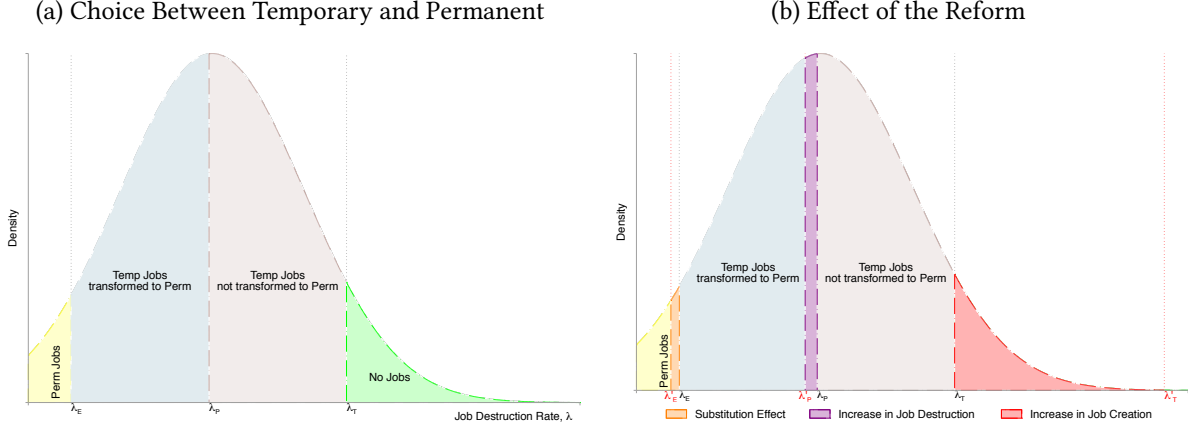 (a) Choice Between Temporary and Permanent
Density
Temp Jobs
transformed to Perm
Temp Jobs
not transformed to Perm
Perm Jobs
No Jobs
λE
λP
λT
Job Destruction Rate, λ
(b) Effect of the Reform
Density
Temp Jobs
transformed to Perm
Temp Jobs
not transformed to Perm
Perm Jobs
λ'E
λE
λ'P
λP
λT
λ'T
Substitution Effect
Increase in Job Destruction
Increase in Job Creation